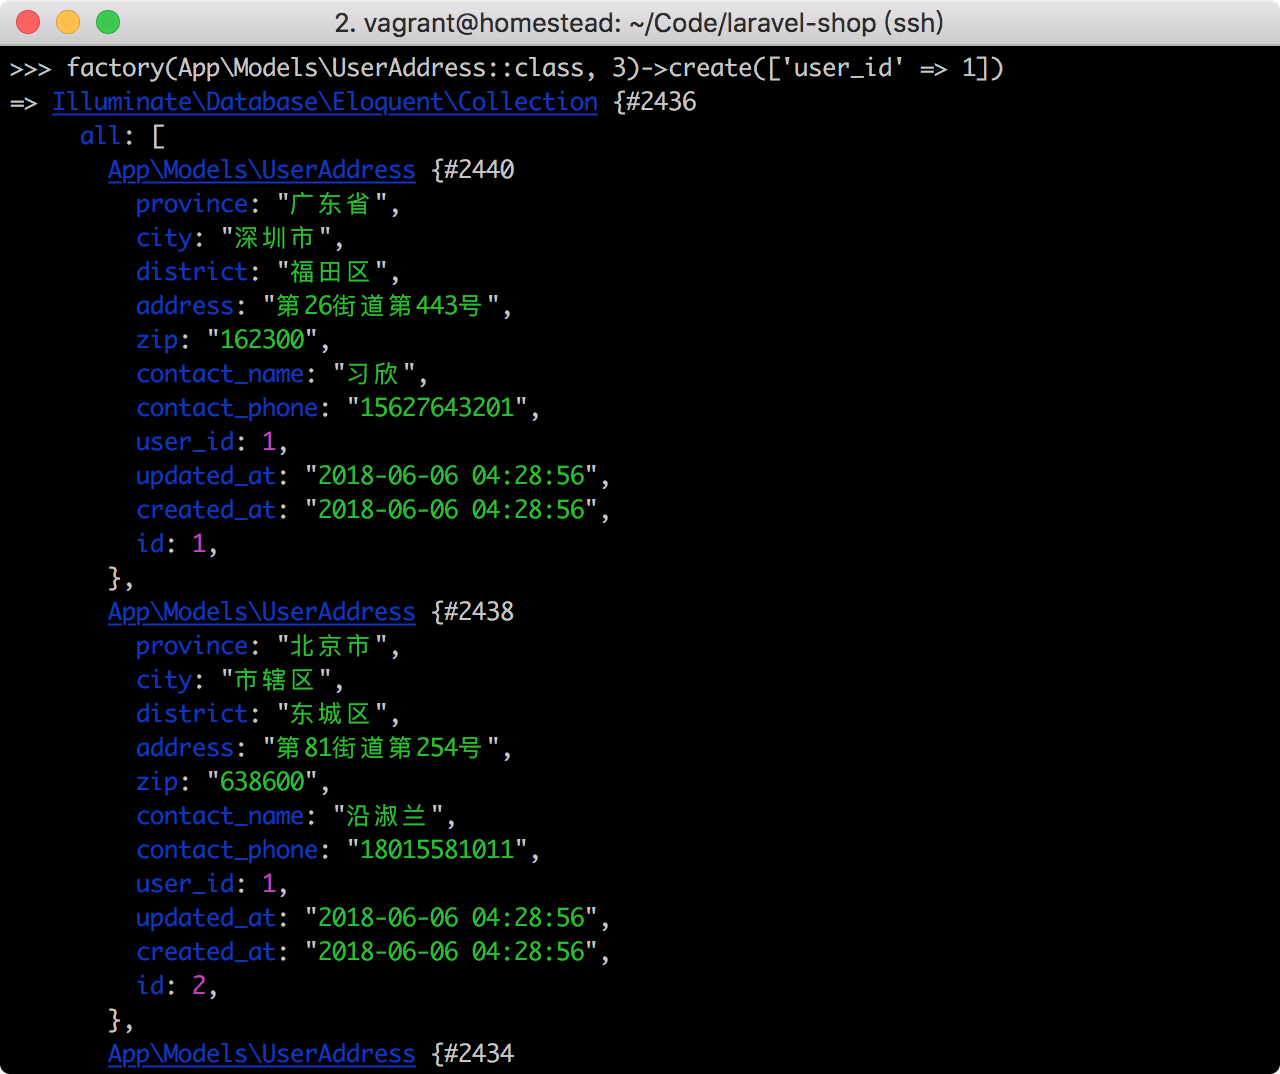 2. vagrant@homestead: ~/Code/laravel-shop (ssh)
>>> factory(App\Models\UserAddress::class, 3)->create(['user_id' => 1])
=> Illuminate\Database\Eloquent\Collection {#2436
all: [
App\Models\UserAddress {#2440
province: "广东省",
city: "深圳市",
district: "福田区",
address: "第26街道第443号",
zip: "162300",
contact_name: "习欣",
contact_phone: "15627643201",
user_id: 1,
updated_at: "2018-06-06 04:28:56",
created_at: "2018-06-06 04:28:56",
id: 1,
},
App\Models\UserAddress {#2438
province: "北京市",
city: "市辖区",
district: "东城区",
address: "第81街道第254号",
zip: "638600",
contact_name: "沿淑兰",
contact_phone: "18015581011",
user_id: 1,
updated_at: "2018-06-06 04:28:56",
created_at: "2018-06-06 04:28:56",
id: 2,
},
App\Models\UserAddress {#2434